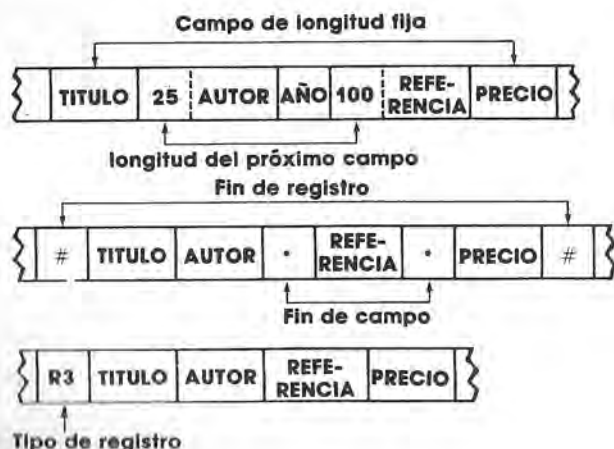 Campo de longitud fija
TITULO 25 AUTOR AÑO 100 REFE-
RENCIA PRECIO
longitud del próximo campo
Fin de registro
# TITULO AUTOR • REFE-
RENCIA • PRECIO #
Fin de campo
R3 TITULO AUTOR REFE-
RENCIA PRECIO
Tipo de registro